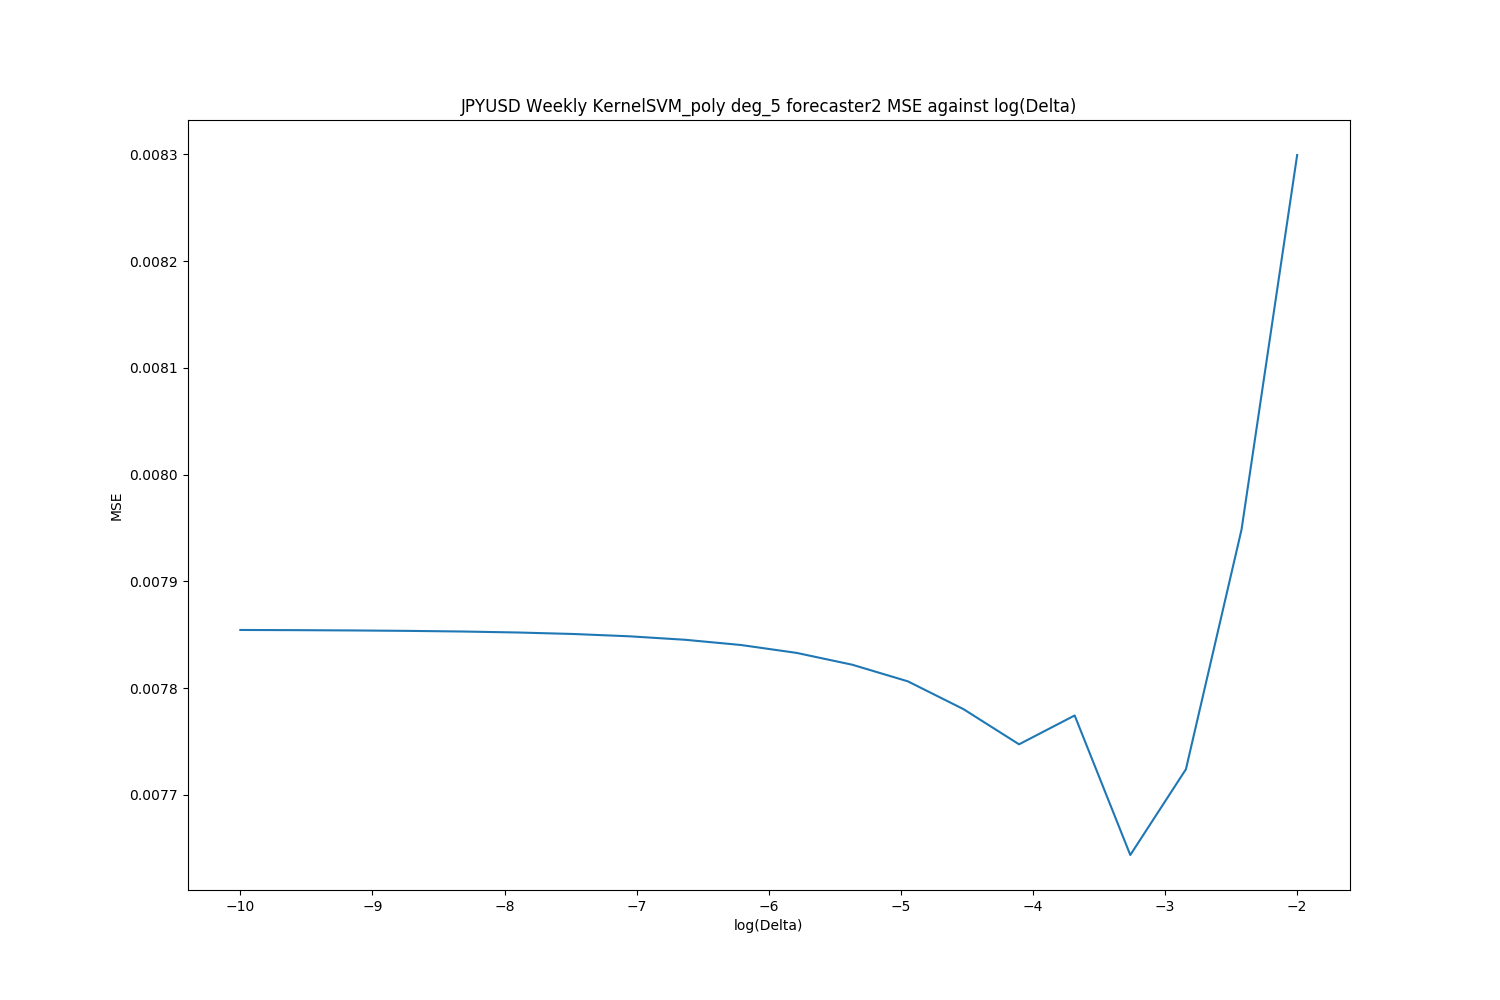 JPYUSD Weekly KernelSVM_poly deg_5 forecaster2 MSE against log(Delta)
0.0083
0.0082
0.0081
0.0080
0.0079
0.0078
0.0077
MSE
−10 −9 −8 −7 −6 −5 −4 −3 −2
log(Delta)